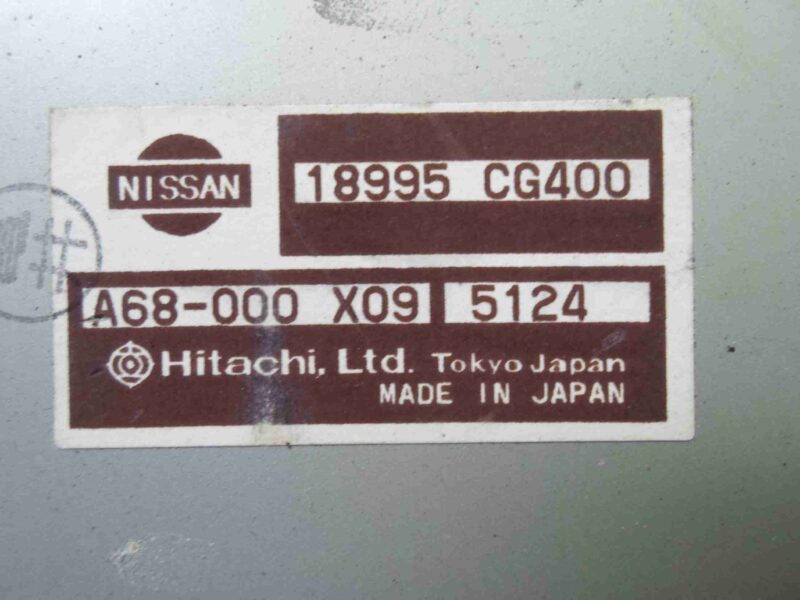 NISSAN
18995 CG400
A68-000 X09 5124
Hitachi, Ltd. Tokyo Japan
MADE IN JAPAN